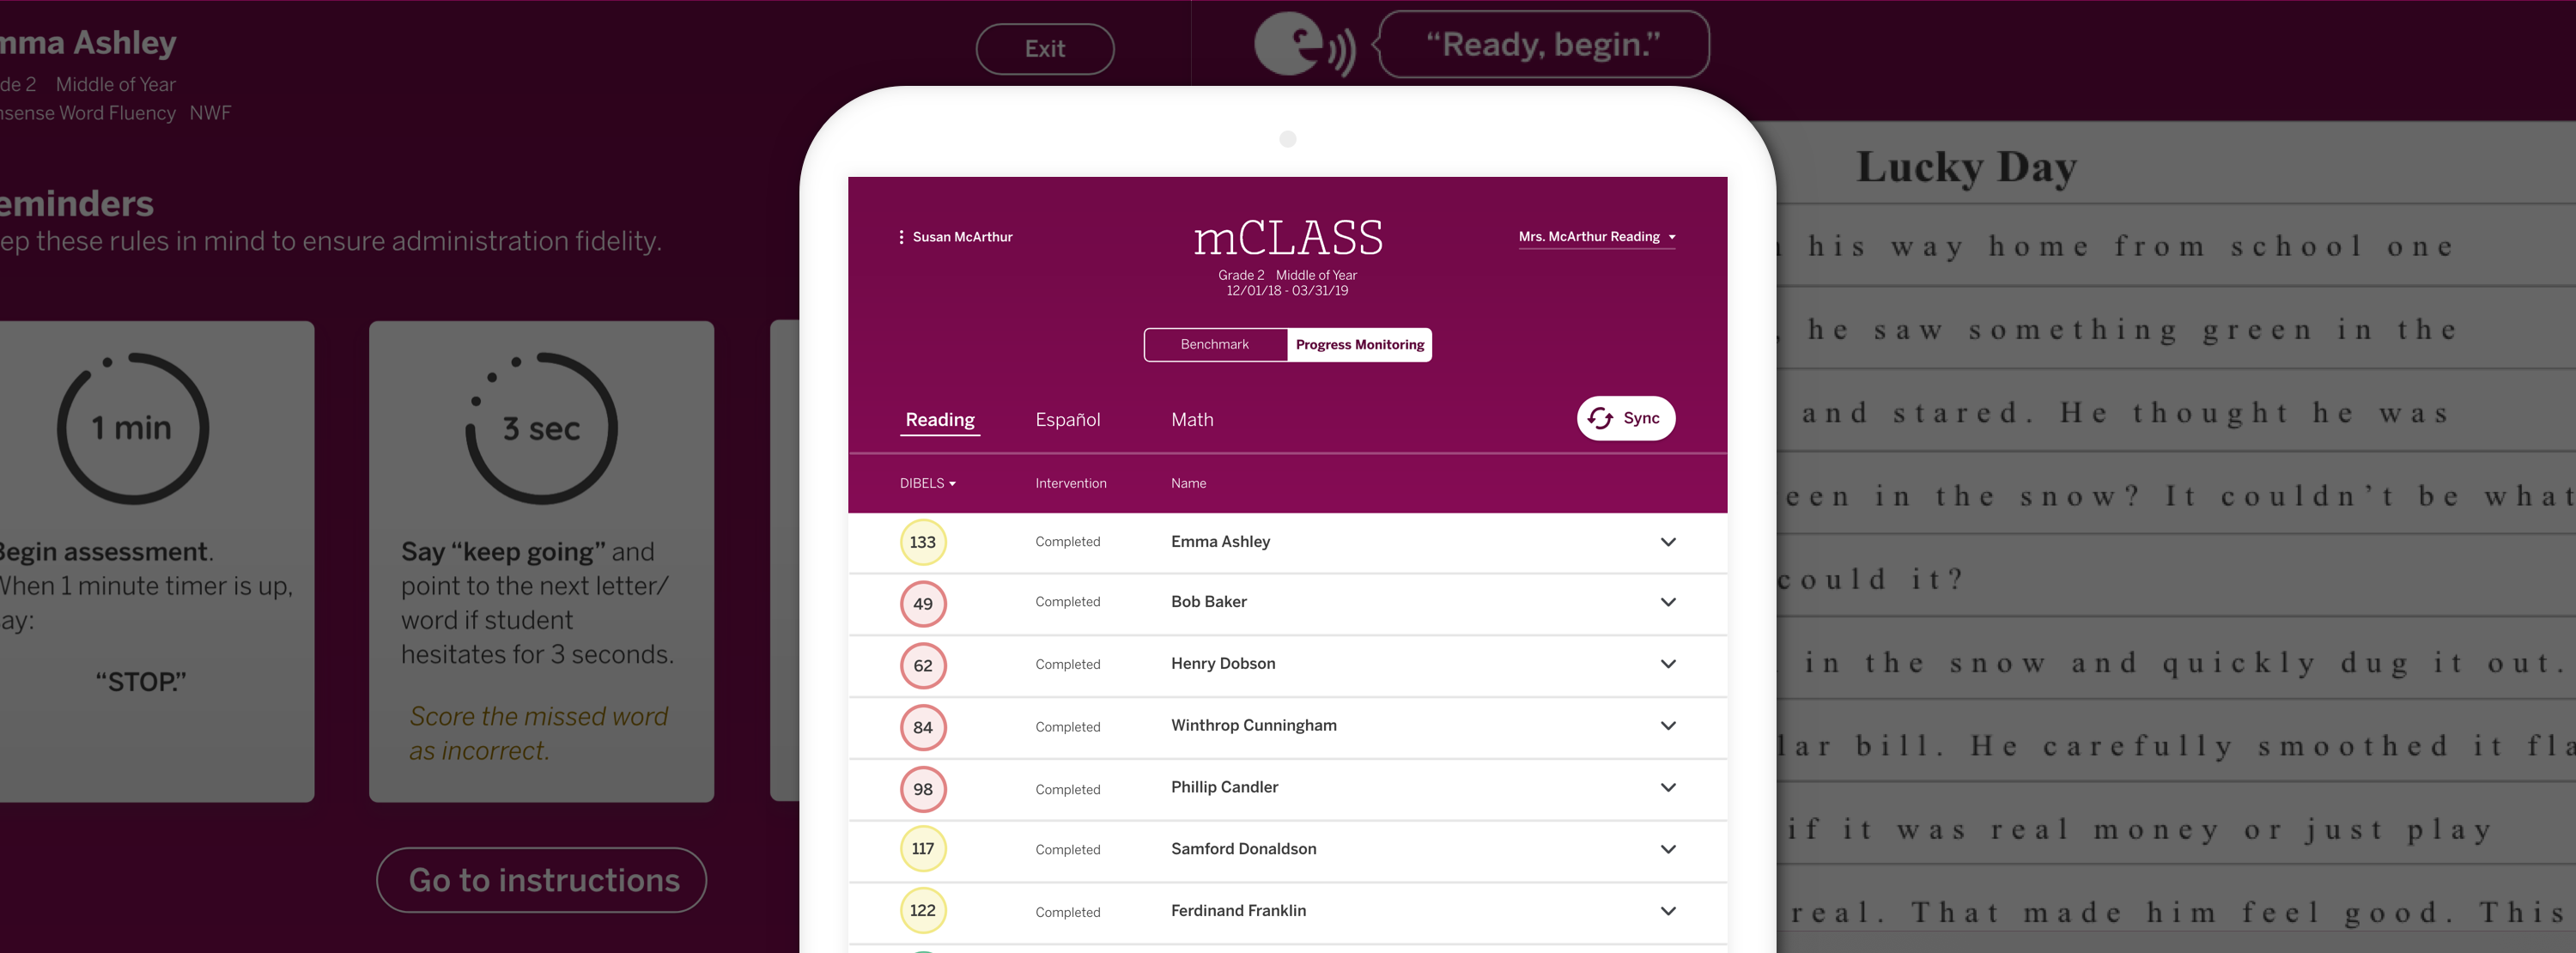 mma Ashley
de 2 Middle of Year
nsense Word Fluency NWF
Exit
eminders
ep these rules in mind to ensure administration fidelity.
1 min
Begin assessment.
When 1 minute timer is up,
ay:
“STOP.”
3 sec
Say “keep going” and
point to the next letter/
word if student
hesitates for 3 seconds.
Score the missed word
as incorrect.
Go to instructions
Susan McArthur
mCLASS
Mrs. McArthur Reading
Grade 2 Middle of Year
12/01/18 - 03/31/19
Benchmark Progress Monitoring
Reading Español Math Sync
DIBELS Intervention Name
133 Completed Emma Ashley
49 Completed Bob Baker
62 Completed Henry Dobson
84 Completed Winthrop Cunningham
98 Completed Phillip Candler
117 Completed Samford Donaldson
122 Completed Ferdinand Franklin
“Ready, begin.”
Lucky Day
his way home from school one
, he saw something green in the
and stared. He thought he was
een in the snow? It couldn’t be what
could it?
in the snow and quickly dug it out.
lar bill. He carefully smoothed it fla
if it was real money or just play
real. That made him feel good. This